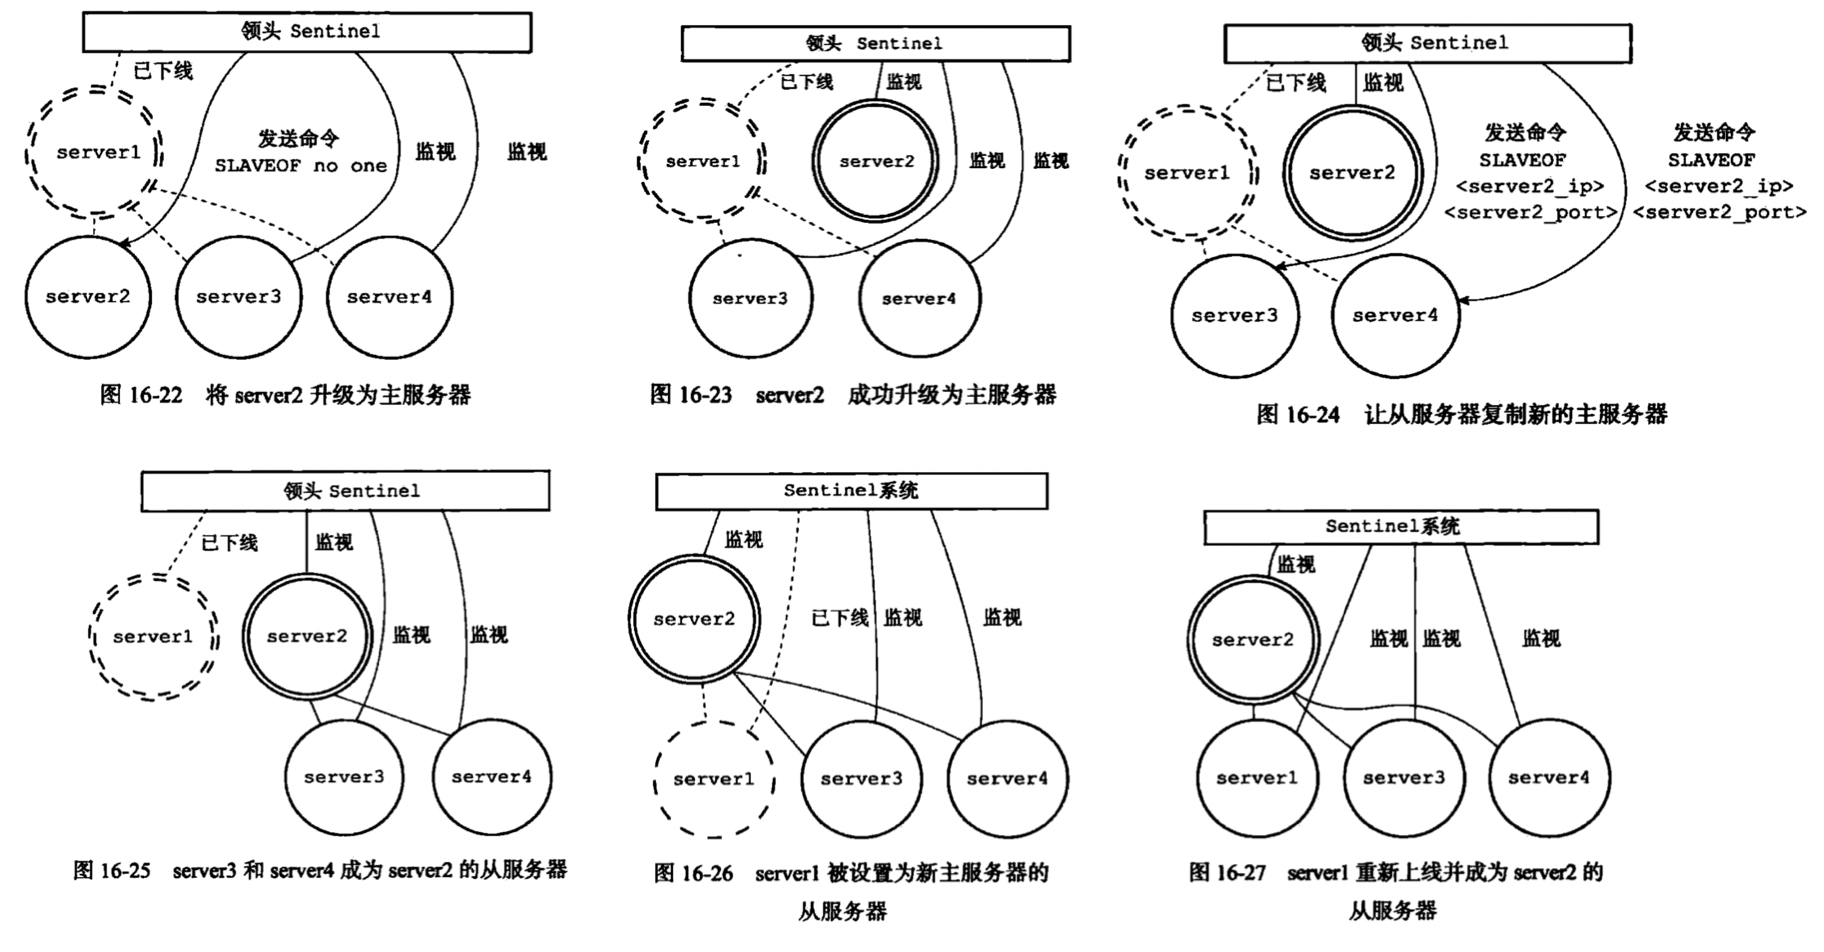 领头 Sentinel
已下线
server1
发送命令
SLAVEOF no one
监视
监视
server2
server3
server4
图 16-22 将 server2 升级为主服务器
领头 Sentinel
已下线
监视
server1
server2
监视
监视
server3
server4
图 16-23 server2 成功升级为主服务器
领头 Sentinel
已下线
监视
server1
server2
发送命令
SLAVEOF
<server2_ip>
<server2_port>
发送命令
SLAVEOF
<server2_ip>
<server2_port>
server3
server4
图 16-24 让从服务器复制新的主服务器
领头 Sentinel
已下线
监视
server1
server2
监视
监视
server3
server4
图 16-25 server3 和 server4 成为 server2 的从服务器
Sentinel系统
监视
server2
已下线
监视
监视
server1
server3
server4
图 16-26 server1 被设置为新主服务器的
从服务器
Sentinel系统
监视
server2
监视
监视
监视
server1
server3
server4
图 16-27 server1 重新上线并成为 server2 的
从服务器